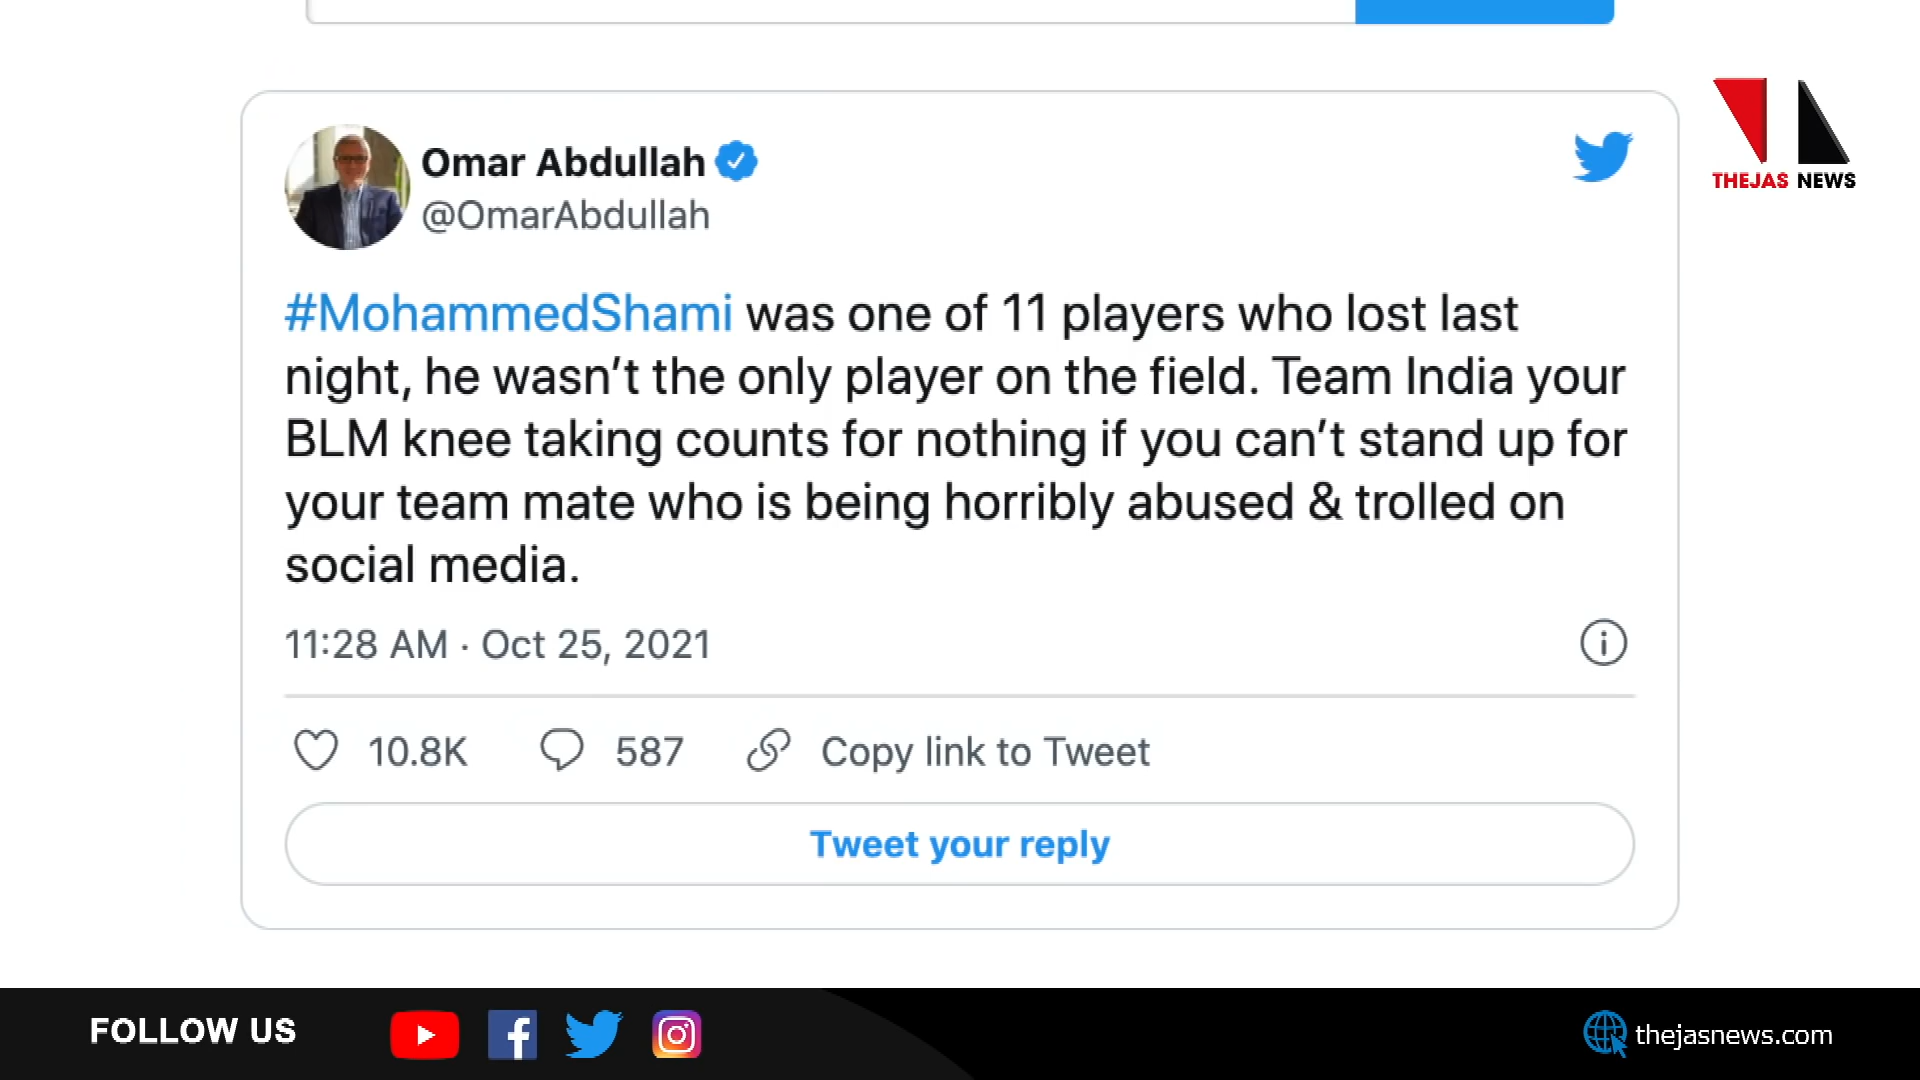 Omar Abdullah
@OmarAbdullah
THEJAS NEWS
#MohammedShami was one of 11 players who lost last
night, he wasn’t the only player on the field. Team India your
BLM knee taking counts for nothing if you can’t stand up for
your team mate who is being horribly abused & trolled on
social media.
11:28 AM · Oct 25, 2021
10.8K 587 Copy link to Tweet
Tweet your reply
FOLLOW US
thejasnews.com